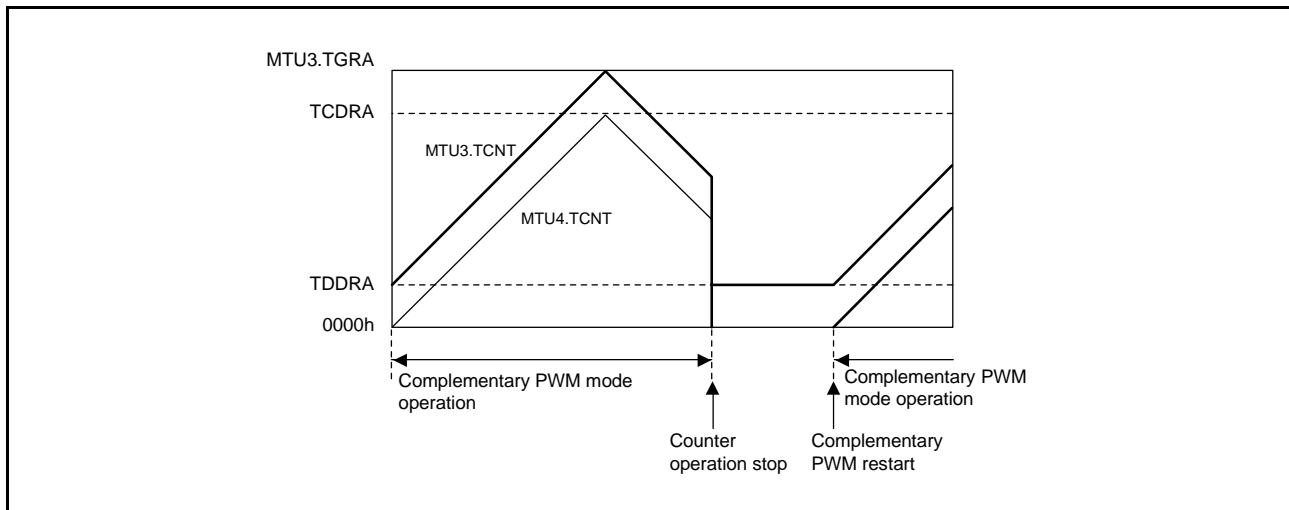 MTU3.TGRA
TCDRA
MTU3.TCNT
MTU4.TCNT
TDDRA
0000h
Complementary PWM mode
operation
Complementary PWM
mode operation
Counter
operation stop
Complementary
PWM restart